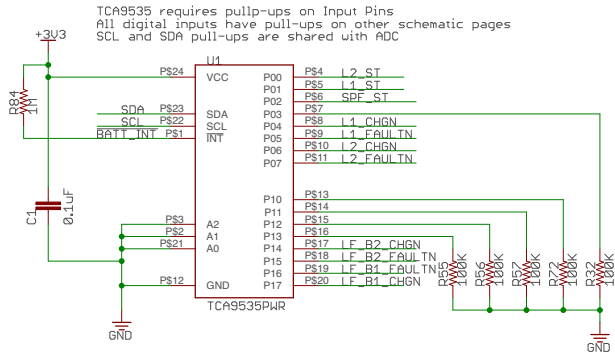 TCA9535 requires pullp-ups on Input Pins
All digital inputs have pull-ups on other schematic pages
SCL and SDA pull-ups are shared with ADC
+3V3
U1
P$24 VCC P00 P$4 L2_ST
P01 P$5 L1_ST
P02 P$6 SPF_ST
R84 1M
SDA P$23 SDA P03 P$7
SCL P$22 SCL P04 P$8 L1_CHGN
BATT_INT P$1 INT P05 P$9 L1_FAULTN
P06 P$10 L2_CHGN
P07 P$11 L2_FAULTN
C1 0.1uF
P10 P$13
P11 P$14
P$3 A2 P12 P$15
P$2 A1 P13 P$16
P$21 A0 P14 P$17 LF_B2_CHGN
P15 P$18 LF_B2_FAULTN
P16 P$19 LF_B1_FAULTN
P$12 GND P17 P$20 LF_B1_CHGN
R55 100K
R56 100K
R57 100K
R72 100K
R32 100K
TCA9535PWR
GND
GND